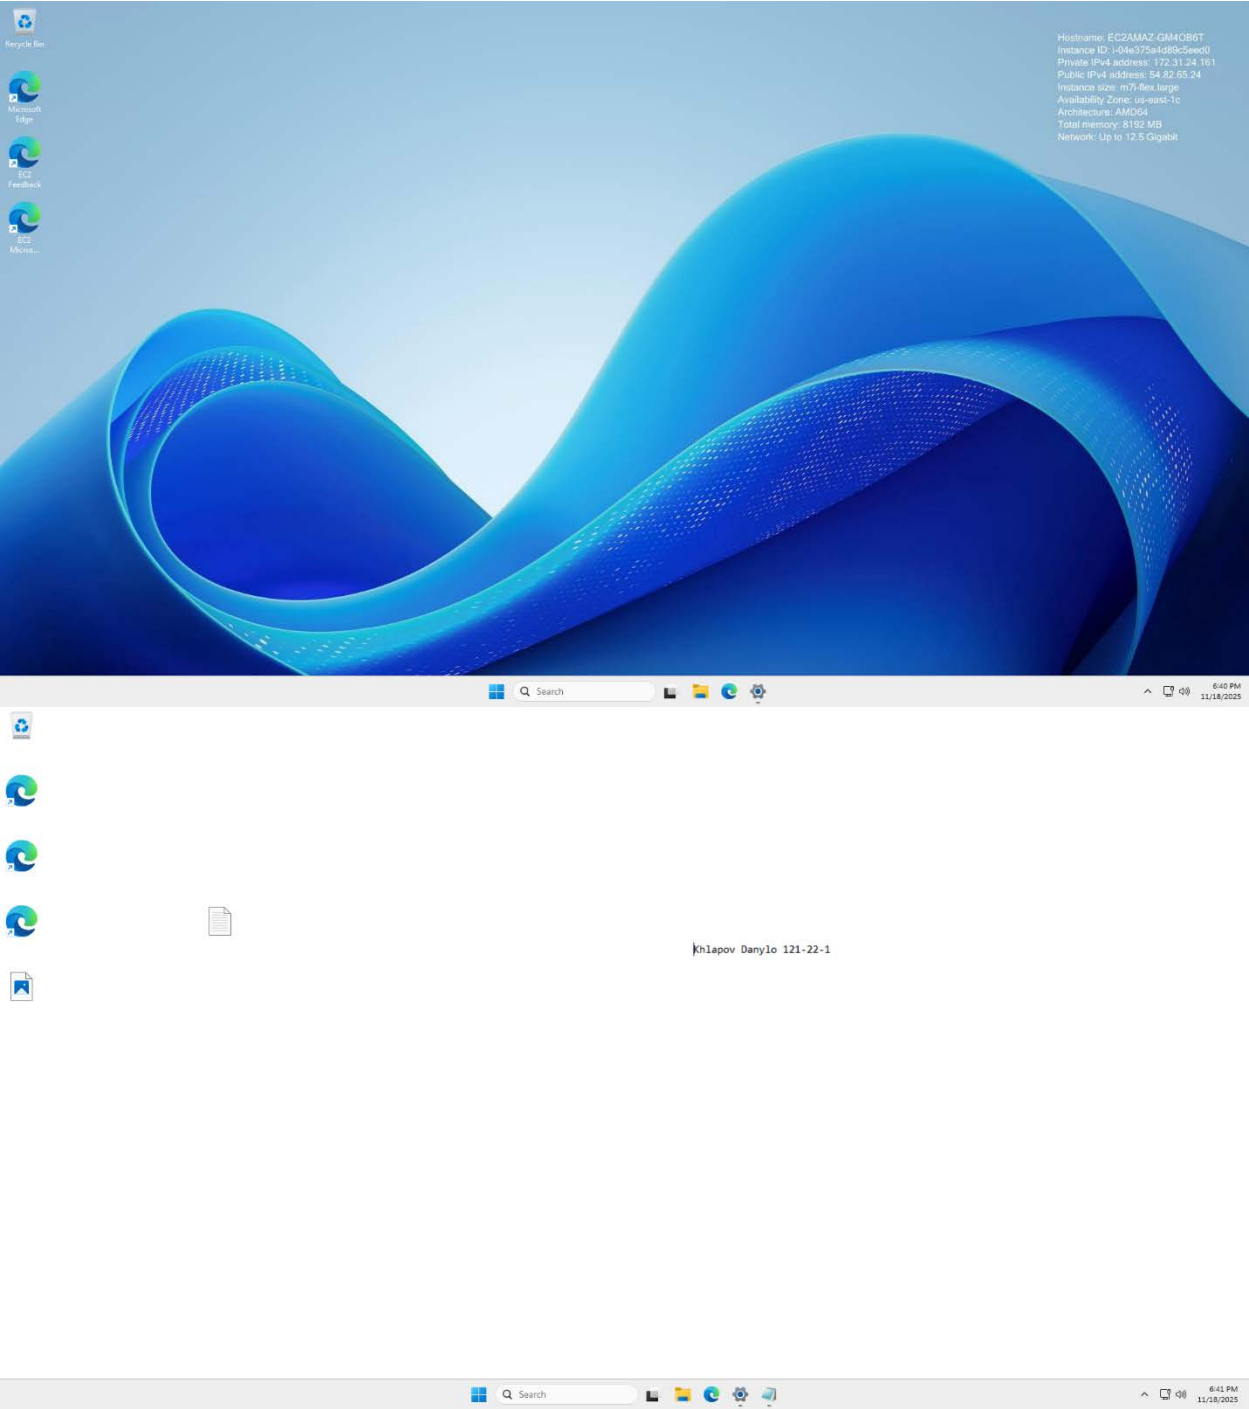 Recycle Bin
Hostname: EC2AMAZ-GM4OB6T
Instance ID: i-04e375a4d89c5eed0
Private IPv4 address: 172.31.24.161
Public IPv4 address: 54.82.65.24
Instance size: m7i-flex.large
Availability Zone: us-east-1c
Architecture: AMD64
Total memory: 8192 MB
Network: Up to 12.5 Gigabit
Microsoft
Edge
EC2
Feedback
EC2
Micros...
Search
6:40 PM
11/18/2025
Khlapov Danylo 121-22-1
Search
6:41 PM
11/18/2025